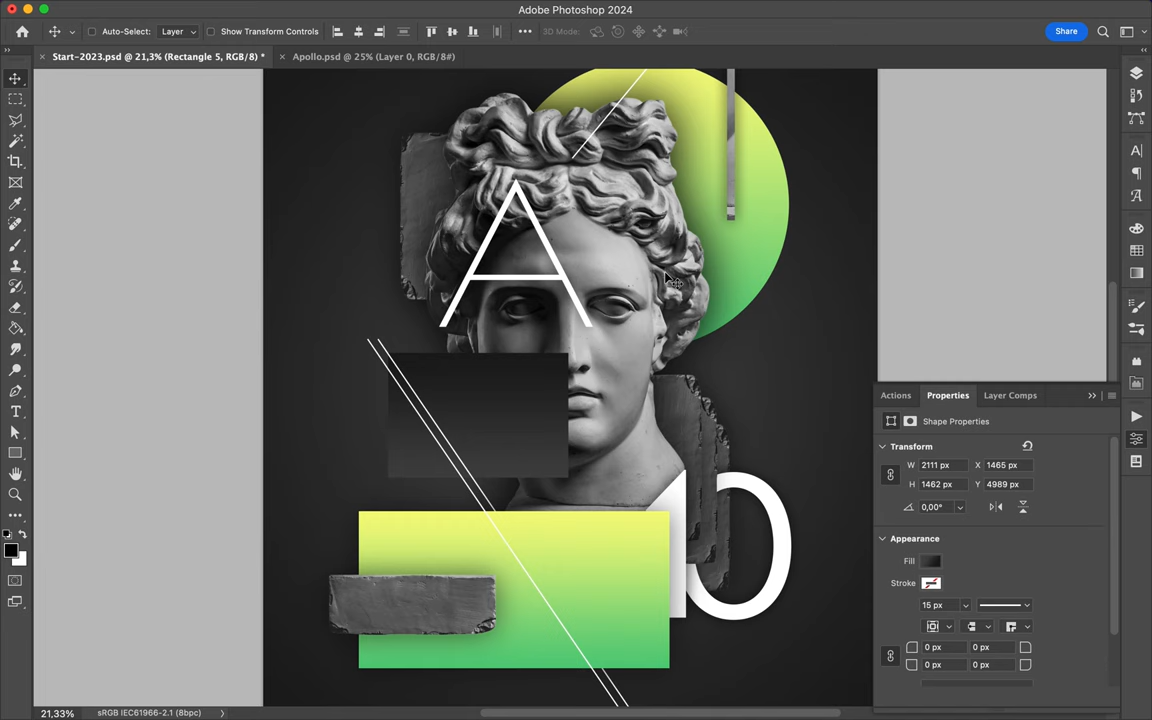 Adobe Photoshop 2024
Auto-Select: Layer Show Transform Controls ••• 3D Mode: Share
Start-2023.psd @ 21,3% (Rectangle 5, RGB/8) * Apollo.psd @ 25% (Layer 0, RGB/8#)
A
10
Actions Properties Layer Comps
Shape Properties
Transform
W 2111 px X 1465 px
H 1462 px Y 4989 px
0,00°
Appearance
Fill
Stroke
15 px
0 px 0 px
0 px 0 px
21,33% sRGB IEC61966-2.1 (8bpc)